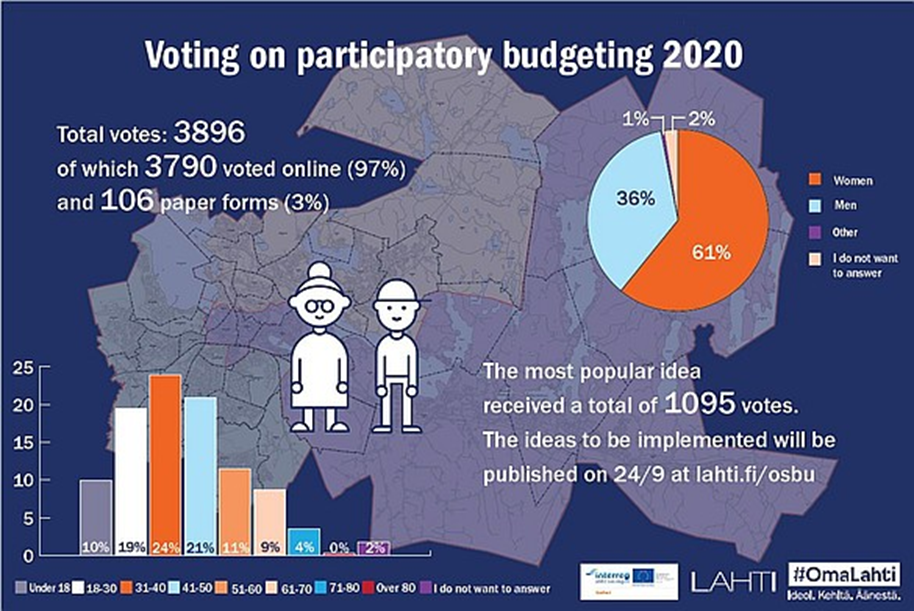 Voting on participatory budgeting 2020
Total votes: 3896
of which 3790 voted online (97%)
and 106 paper forms (3%)
1%
2%
36%
61%
Women
Men
Other
I do not want
to answer
The most popular idea
received a total of 1095 votes.
The ideas to be implemented will be
published on 24/9 at lahti.fi/osbu
25
20
15
10
5
0
10% 19% 24% 21% 11% 9% 4% 0% 2%
Under 18 18-30 31-40 41-50 51-60 61-70 71-80 Over 80 I do not want to answer
interreg
LAHTI
#OmaLahti
Ideoi. Kehitä. Äänestä.